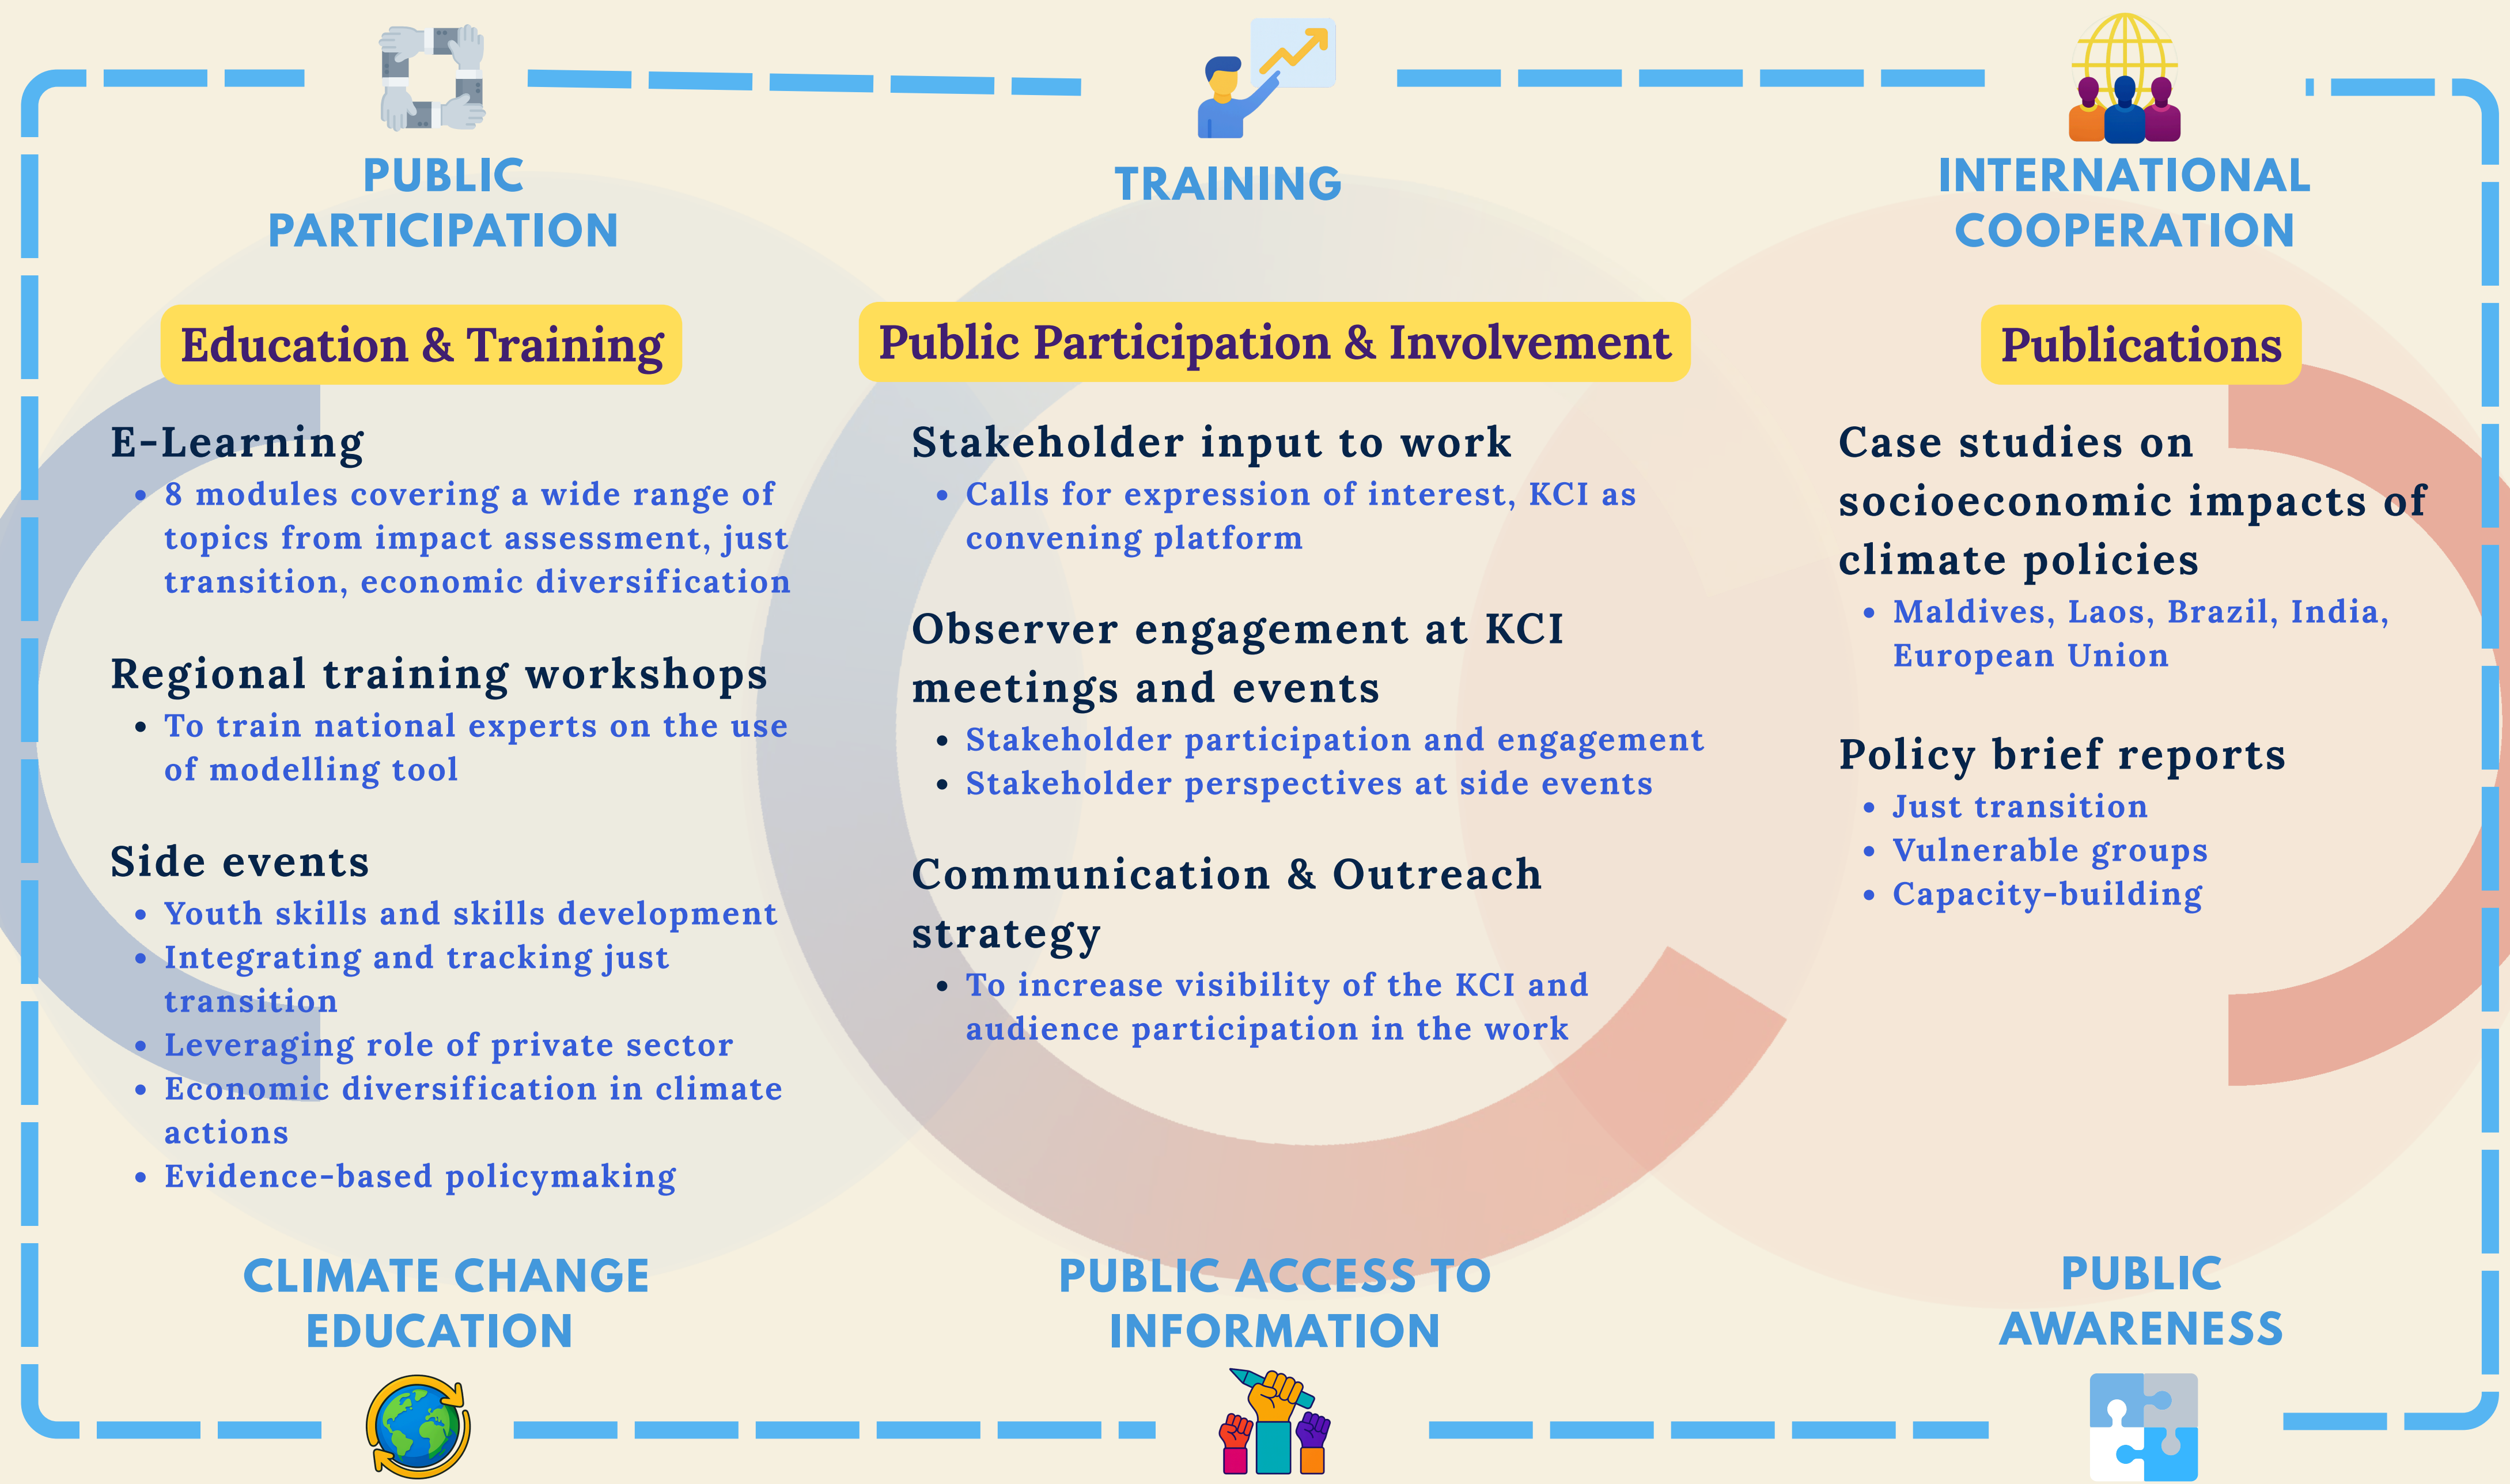 PUBLIC
PARTICIPATION
TRAINING
INTERNATIONAL
COOPERATION
Education & Training
E-Learning
• 8 modules covering a wide range of
topics from impact assessment, just
transition, economic diversification
Regional training workshops
• To train national experts on the use
of modelling tool
Side events
• Youth skills and skills development
• Integrating and tracking just
transition
• Leveraging role of private sector
• Economic diversification in climate
actions
• Evidence-based policymaking
Public Participation & Involvement
Stakeholder input to work
• Calls for expression of interest, KCI as
convening platform
Observer engagement at KCI
meetings and events
• Stakeholder participation and engagement
• Stakeholder perspectives at side events
Communication & Outreach
strategy
• To increase visibility of the KCI and
audience participation in the work
Publications
Case studies on
socioeconomic impacts of
climate policies
• Maldives, Laos, Brazil, India,
European Union
Policy brief reports
• Just transition
• Vulnerable groups
• Capacity-building
CLIMATE CHANGE
EDUCATION
PUBLIC ACCESS TO
INFORMATION
PUBLIC
AWARENESS